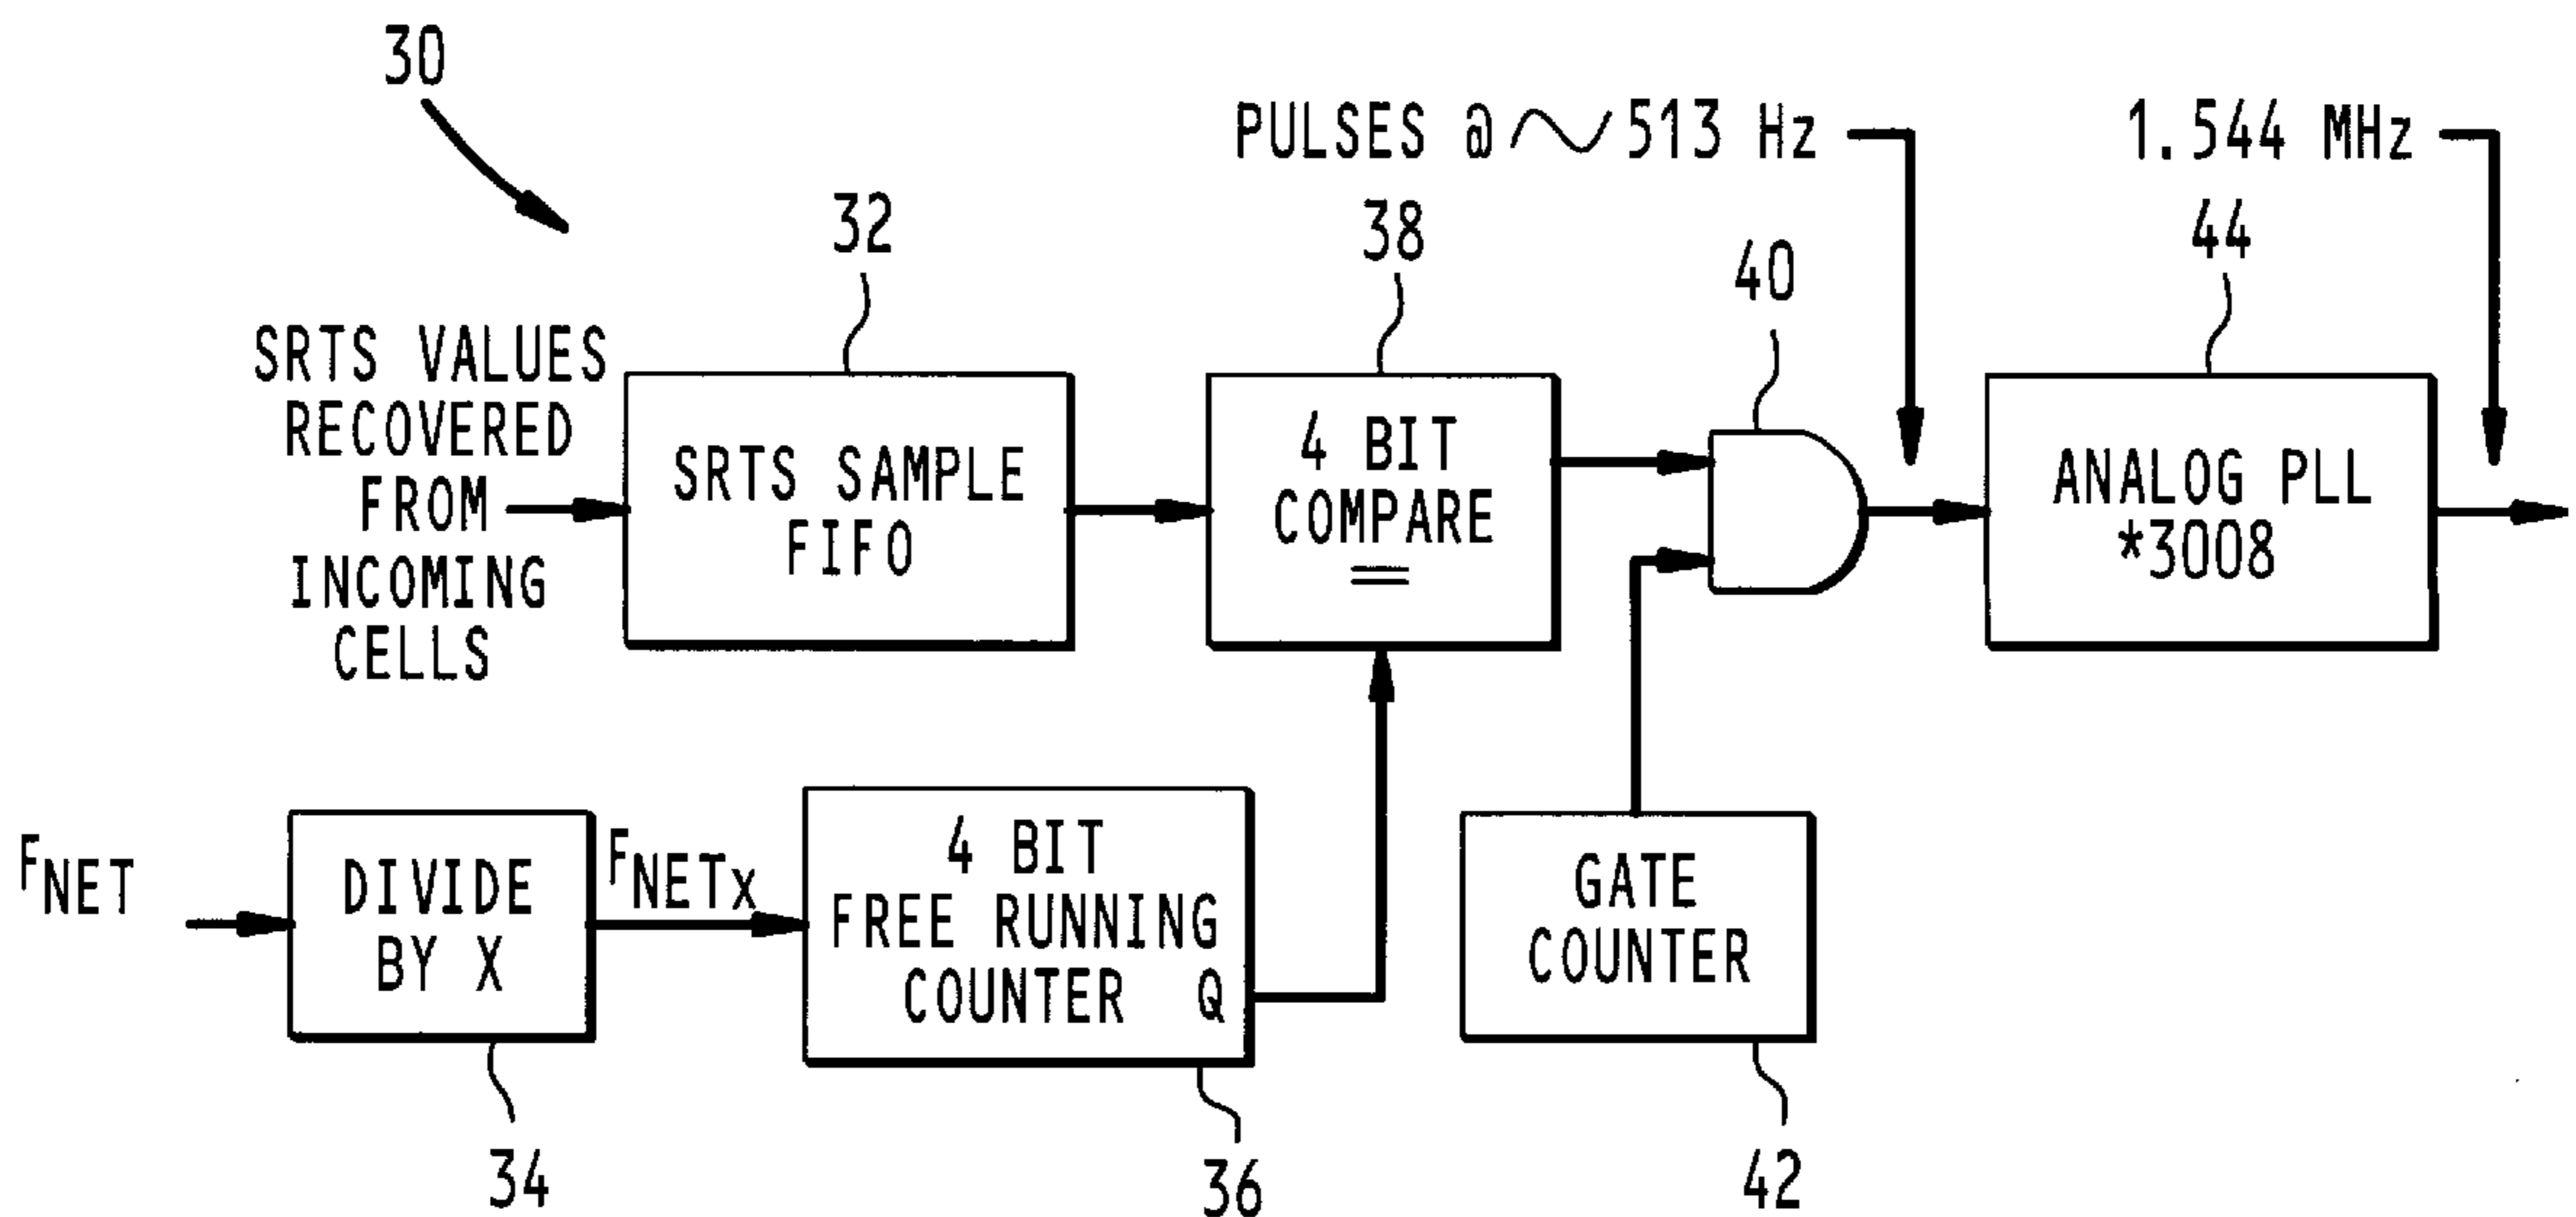 30
PULSES @ ~ 513 Hz
1.544 MHz
32
38
40
44
SRTS VALUES
RECOVERED
FROM
INCOMING
CELLS
SRTS SAMPLE
FIFO
4 BIT
COMPARE
=
ANALOG PLL
*3008
FNET
DIVIDE
BY X
FNETX
4 BIT
FREE RUNNING
COUNTER Q
GATE
COUNTER
34
36
42